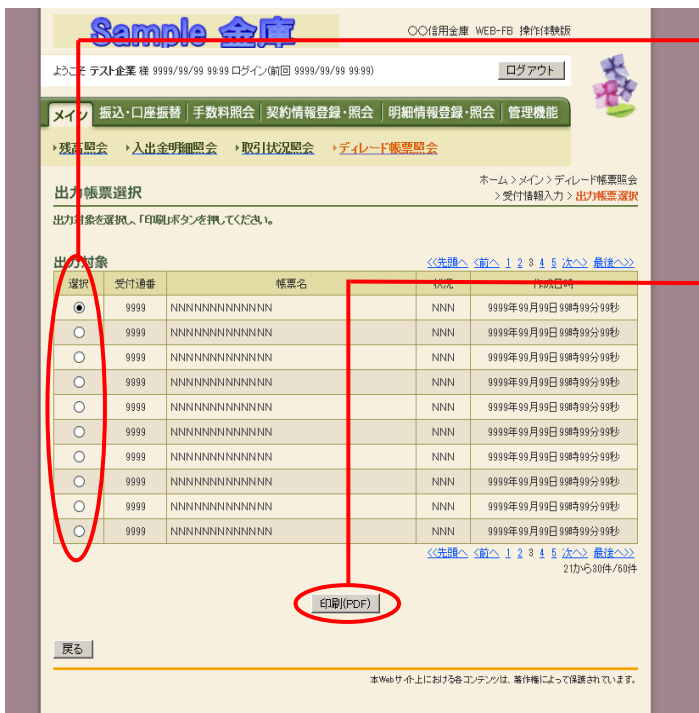 Sample 金庫
○○信用金庫 WEB-FB 操作体験版
ようこそ テスト企業 様 9999/99/99 99:99 ログイン(前回 9999/99/99 99:99)
ログアウト
メイン 振込・口座振替 手数料照会 契約情報登録・照会 明細情報登録・照会 管理機能
残高照会 入出金明細照会 取引状況照会 ディレード帳票照会
ホーム > メイン > ディレード帳票照会
出力帳票選択
> 受付情報入力 > 出力帳票選択
出力対象を選択し、「印刷」ボタンを押してください。
出力対象
<<先頭へ <前へ 1 2 3 4 5 次へ> 最後へ>>
選択 受付通番 帳票名 状況 作成日時
9999 NNNNNNNNNNNNN NNN 9999年99月99日 99時99分99秒
9999 NNNNNNNNNNNNN NNN 9999年99月99日 99時99分99秒
9999 NNNNNNNNNNNNN NNN 9999年99月99日 99時99分99秒
9999 NNNNNNNNNNNNN NNN 9999年99月99日 99時99分99秒
9999 NNNNNNNNNNNNN NNN 9999年99月99日 99時99分99秒
9999 NNNNNNNNNNNNN NNN 9999年99月99日 99時99分99秒
9999 NNNNNNNNNNNNN NNN 9999年99月99日 99時99分99秒
9999 NNNNNNNNNNNNN NNN 9999年99月99日 99時99分99秒
9999 NNNNNNNNNNNNN NNN 9999年99月99日 99時99分99秒
9999 NNNNNNNNNNNNN NNN 9999年99月99日 99時99分99秒
<<先頭へ <前へ 1 2 3 4 5 次へ> 最後へ>>
21から30件/60件
印刷(PDF)
戻る
本Webサイト上における各コンテンツは、著作権によって保護されています。